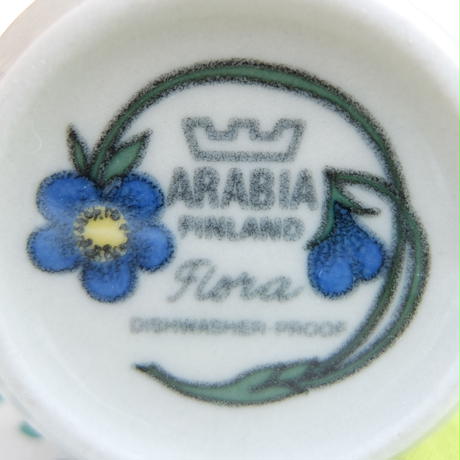 ARABIA
FINLAND
Flora
DISHWASHER-PROOF